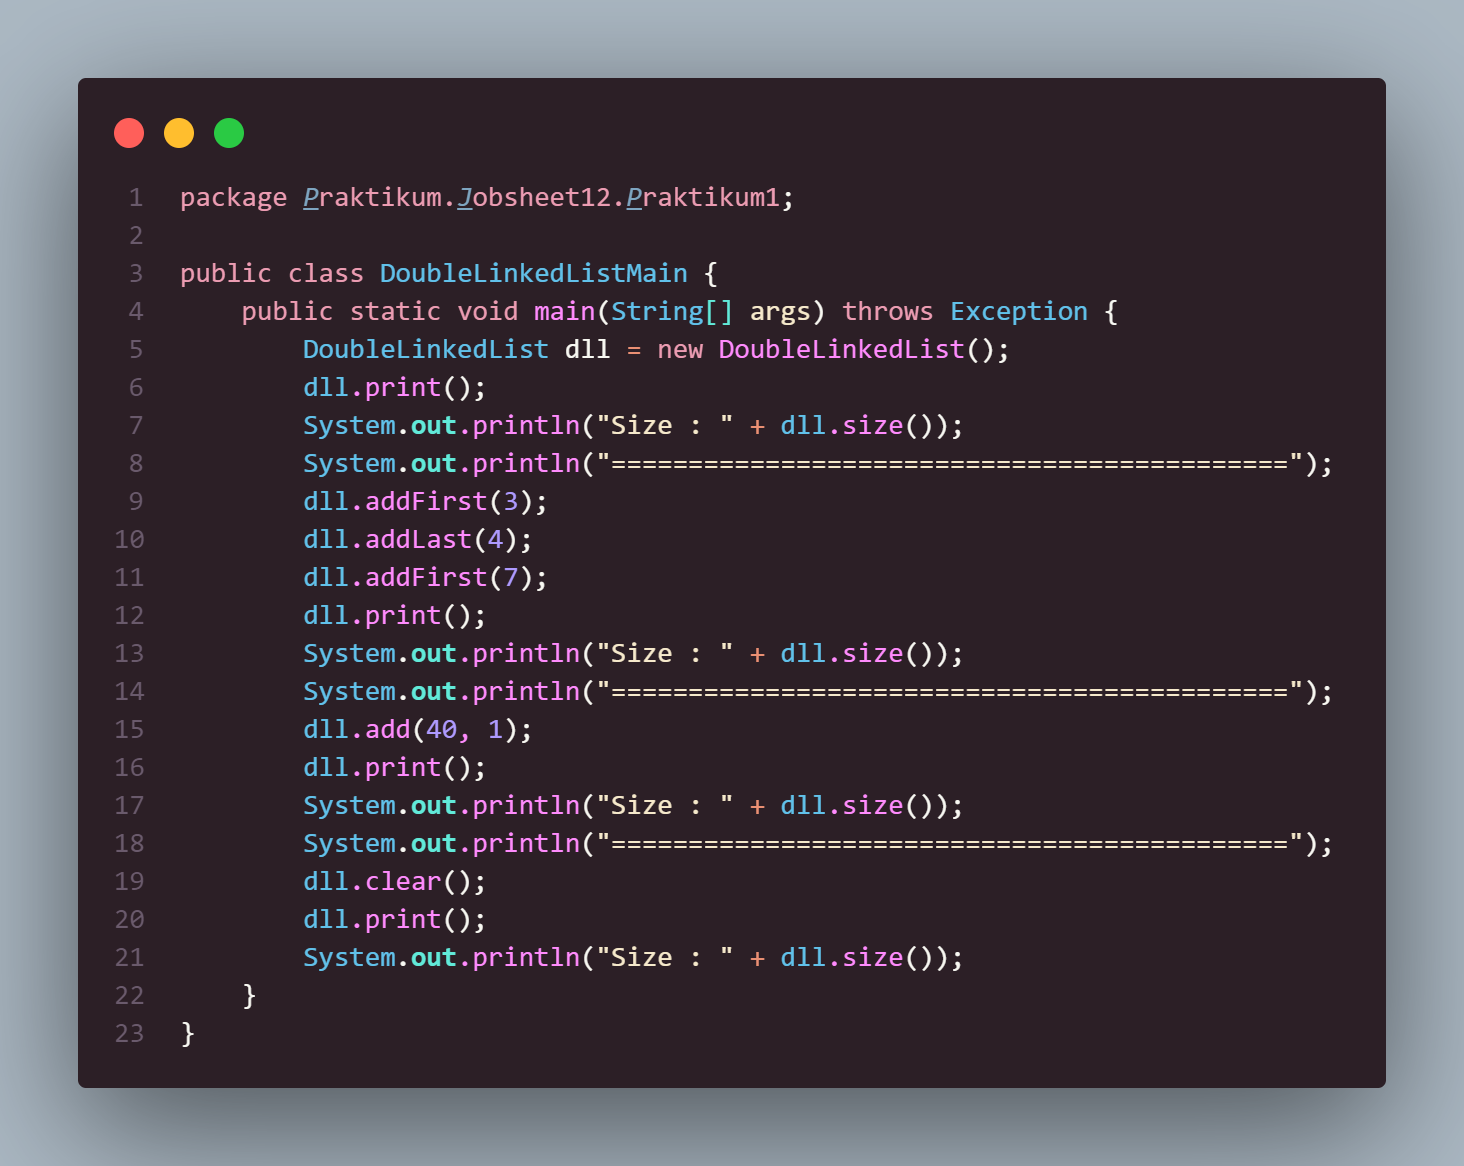 1 package Praktikum.Jobsheet12.Praktikum1;
2
3 public class DoubleLinkedListMain {
4     public static void main(String[] args) throws Exception {
5         DoubleLinkedList dll = new DoubleLinkedList();
6         dll.print();
7         System.out.println("Size : " + dll.size());
8         System.out.println("============================================");
9         dll.addFirst(3);
10         dll.addLast(4);
11         dll.addFirst(7);
12         dll.print();
13         System.out.println("Size : " + dll.size());
14         System.out.println("============================================");
15         dll.add(40, 1);
16         dll.print();
17         System.out.println("Size : " + dll.size());
18         System.out.println("============================================");
19         dll.clear();
20         dll.print();
21         System.out.println("Size : " + dll.size());
22     }
23 }